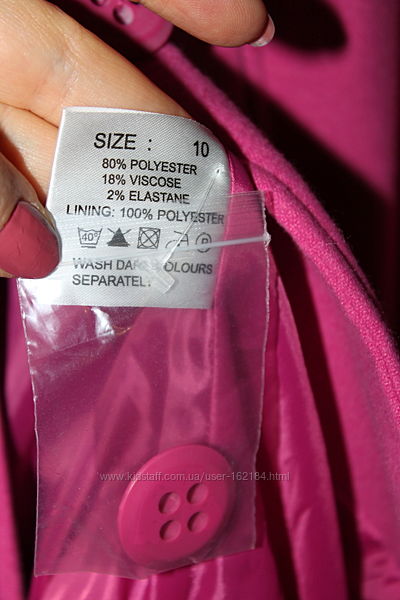 SIZE : 10
80% POLYESTER
18% VISCOSE
2% ELASTANE
LINING: 100% POLYESTER
40°
P
WASH DARK COLOURS
SEPARATELY
www.kidstaff.com.ua/user-162184.html